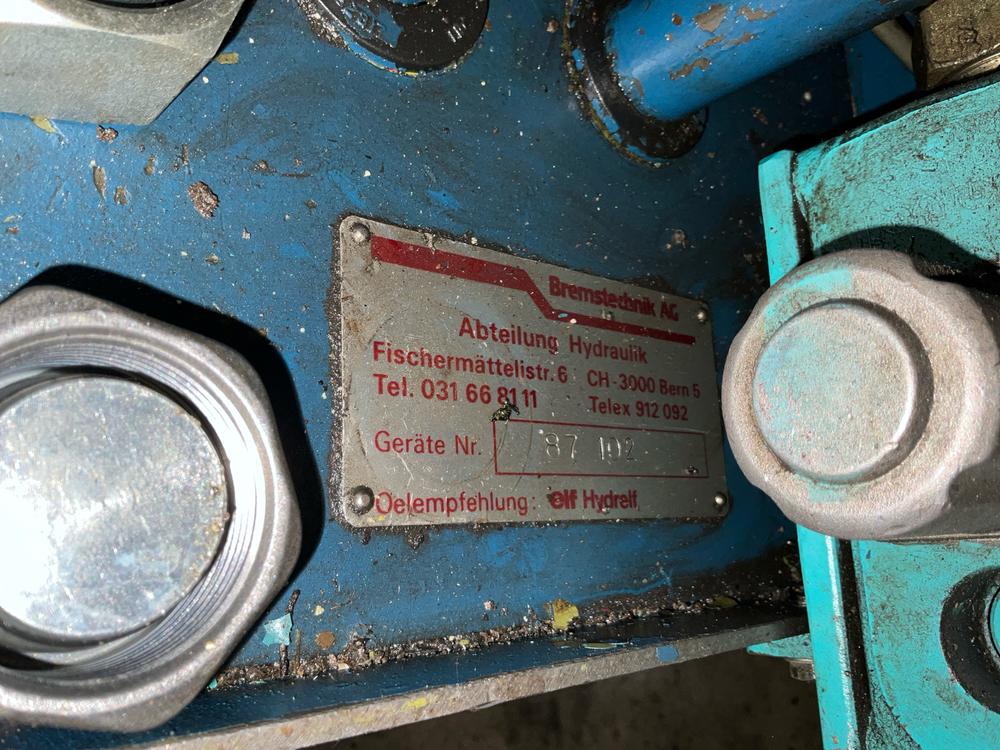 Bremstechnik AG
Abteilung Hydraulik
Fischermättelistr. 6 CH-3000 Bern 5
Tel. 031 66 81 11 Telex 912 092
Geräte Nr. 87 102
Oelempfehlung: elf Hydrelf